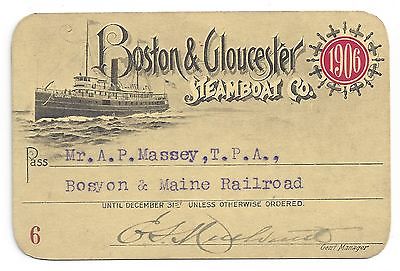 Boston & Gloucester
STEAMBOAT CO.
1906
Pass Mr. A. P. Massey, T. P. A.,
Bosyon & Maine Railroad
UNTIL DECEMBER 31ST UNLESS OTHERWISE ORDERED.
6
Gen'l Manager